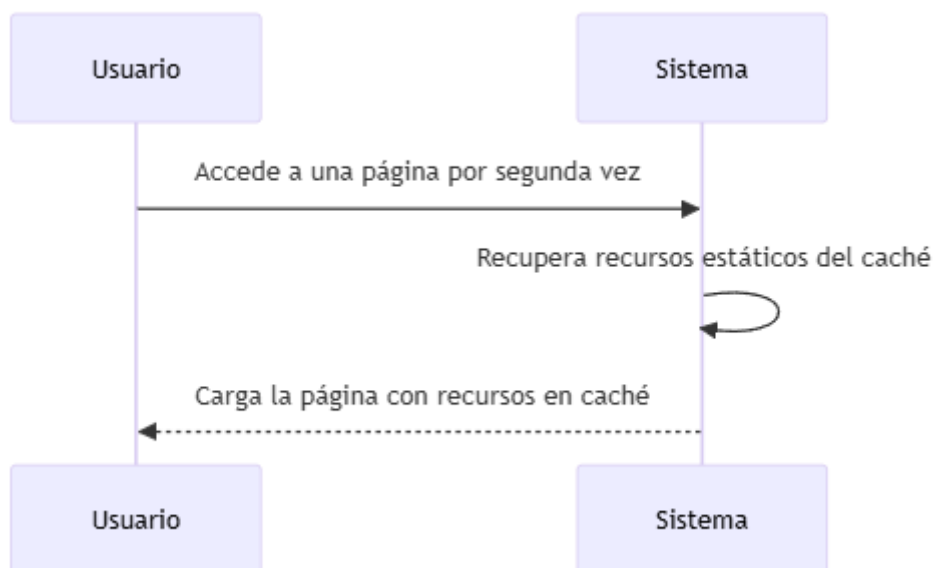 Usuario
Sistema
Accede a una página por segunda vez
Recupera recursos estáticos del caché
Carga la página con recursos en caché
Usuario
Sistema